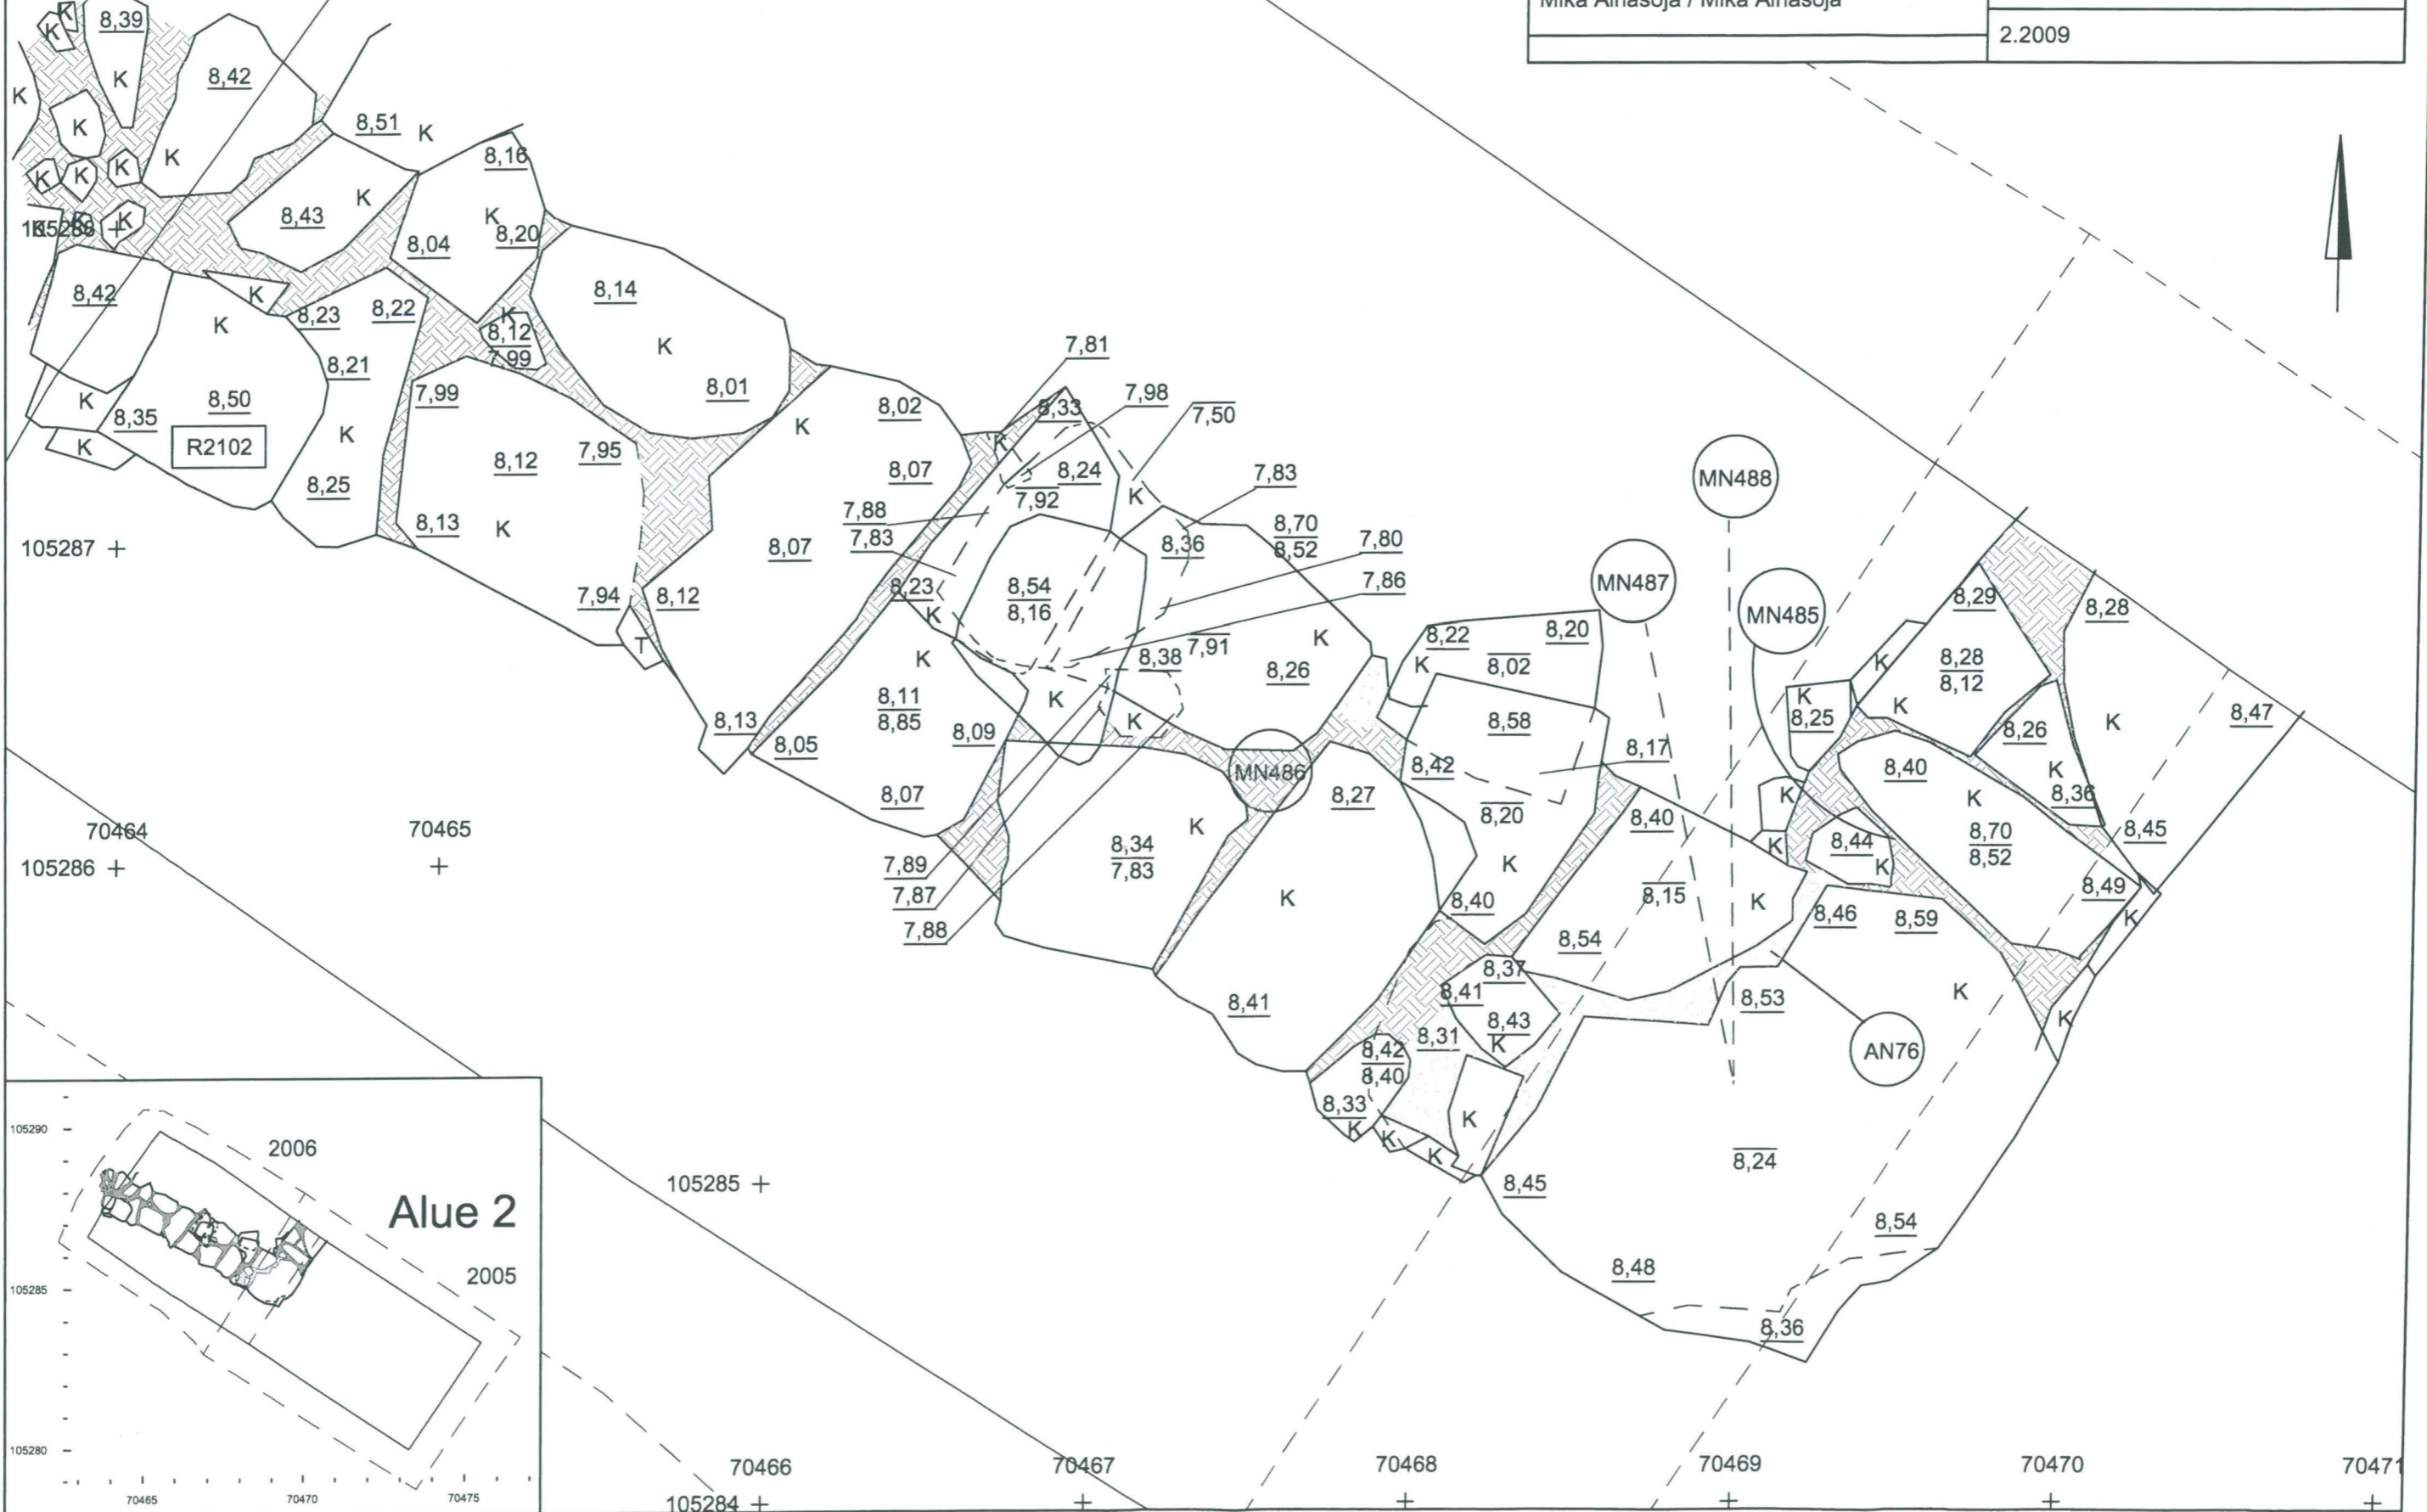 Mika Ainasoja / Mika Ainasoja
2.2009
K
K
8,39
K
8,42
K
K
K
K
K
K
K
8,51
K
8,16
K
8,43
K
8,04
8,20
105288
K
K
8,42
K
K
8,23
8,22
8,21
8,14
K
K
8,12
7,99
8,01
8,50
8,35
K
K
R2102
K
8,25
7,99
8,12
7,95
8,13
K
7,94
T
8,02
K
8,07
8,07
8,12
8,13
7,81
7,98
7,50
8,33
K
8,24
7,92
K
7,83
7,88
7,83
8,36
8,70
8,52
7,80
7,86
8,23
K
8,54
8,16
7,91
8,38
K
8,26
K
8,11
8,85
8,09
K
K
8,05
8,07
MN486
MN487
MN488
MN485
105287
8,22
8,20
K
8,02
8,58
8,42
8,17
8,20
K
8,40
8,27
K
8,34
8,83
K
7,83
7,89
7,87
7,88
8,41
8,40
8,15
K
8,54
8,29
8,28
8,28
8,12
K
K
K
8,25
8,26
K
8,36
K
8,47
8,40
K
8,70
8,52
8,45
8,49
K
K
K
8,44
K
8,46
8,59
K
K
8,53
AN76
8,37
8,41
8,43
K
8,31
8,42
8,40
8,33
K
K
K
K
8,45
8,24
8,54
8,48
8,36
70464
70465
105286
105285
105290
2006
Alue 2
2005
105285
105280
70465
70470
70475
70466
70467
70468
70469
70470
70471
105284